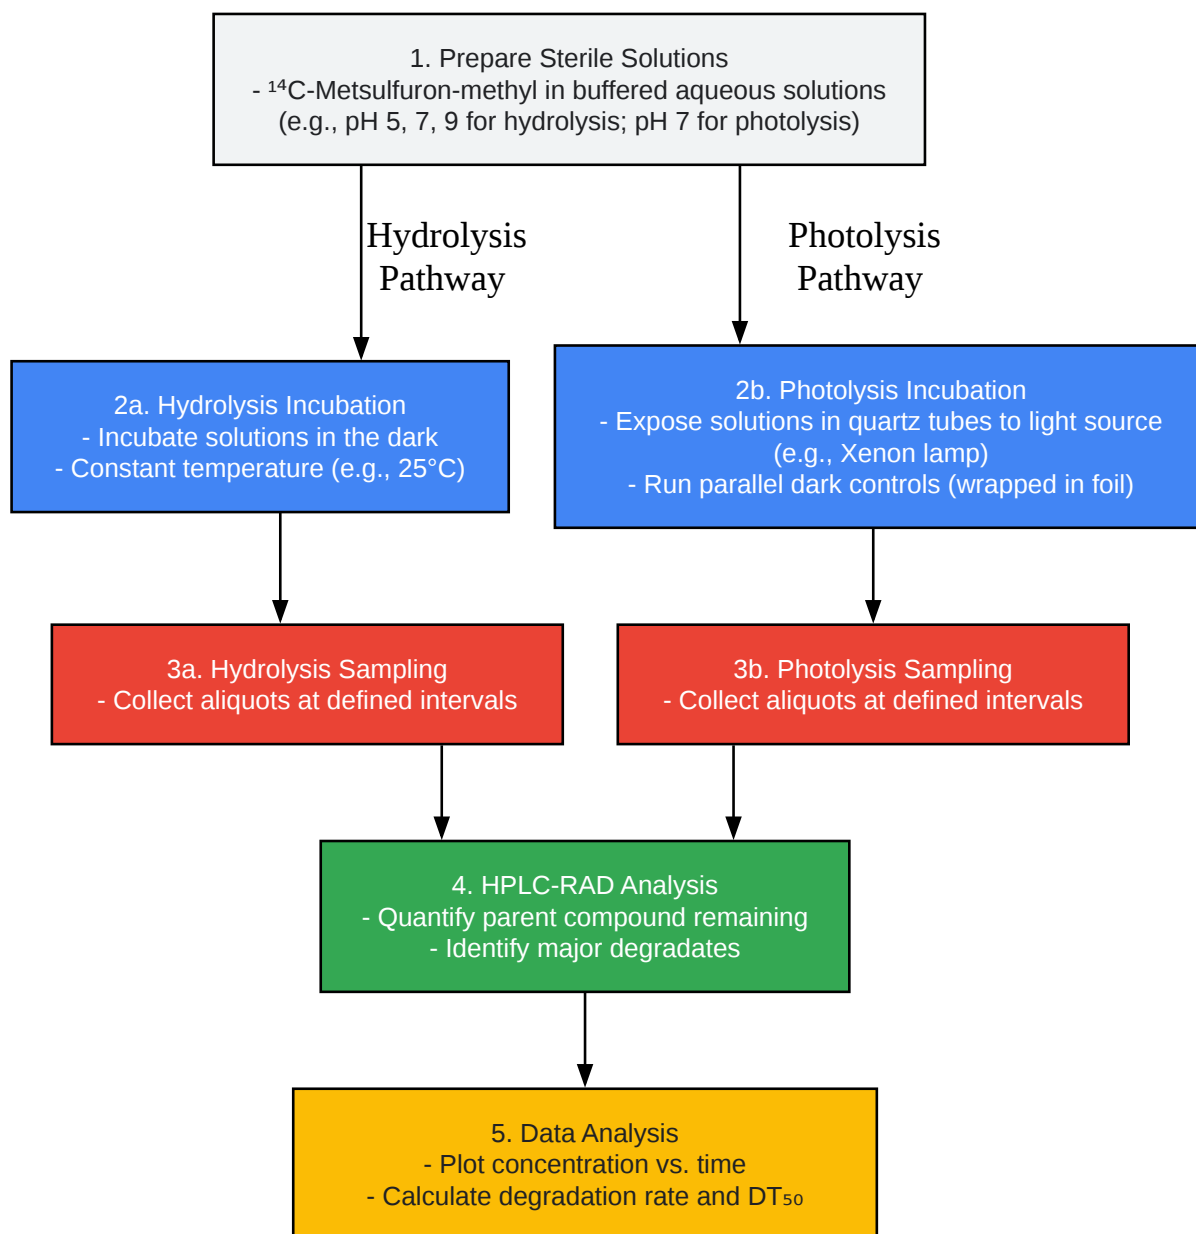 1. Prepare Sterile Solutions
- ¹⁴C-Metsulfuron-methyl in buffered aqueous solutions
(e.g., pH 5, 7, 9 for hydrolysis; pH 7 for photolysis)
Hydrolysis
Pathway
Photolysis
Pathway
2a. Hydrolysis Incubation
- Incubate solutions in the dark
- Constant temperature (e.g., 25°C)
2b. Photolysis Incubation
- Expose solutions in quartz tubes to light source
(e.g., Xenon lamp)
- Run parallel dark controls (wrapped in foil)
3a. Hydrolysis Sampling
- Collect aliquots at defined intervals
3b. Photolysis Sampling
- Collect aliquots at defined intervals
4. HPLC-RAD Analysis
- Quantify parent compound remaining
- Identify major degradates
5. Data Analysis
- Plot concentration vs. time
- Calculate degradation rate and DT₅₀